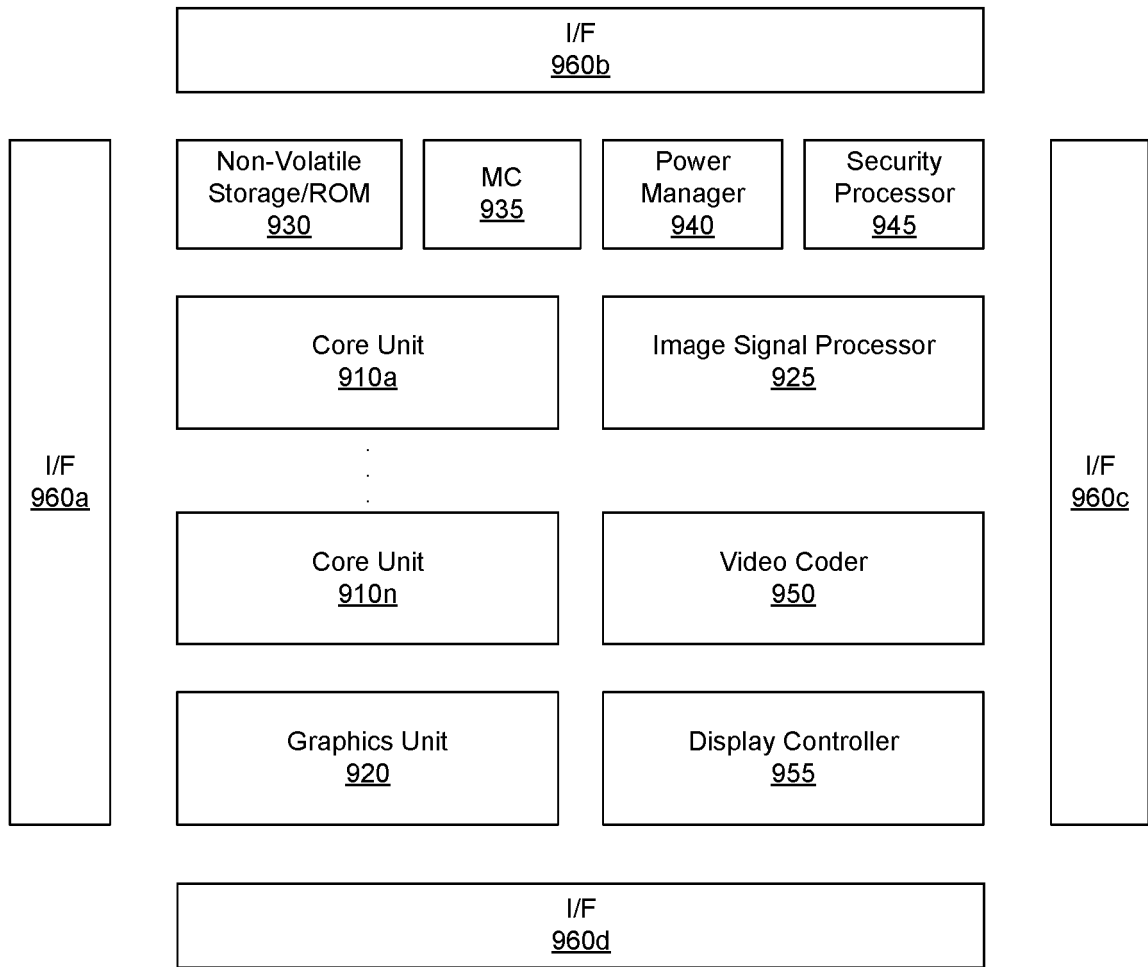 I/F
960b
Non-Volatile
Storage/ROM
930
MC
935
Power
Manager
940
Security
Processor
945
I/F
960a
Core Unit
910a
Image Signal Processor
925
I/F
960c
Core Unit
910n
Video Coder
950
Graphics Unit
920
Display Controller
955
I/F
960d